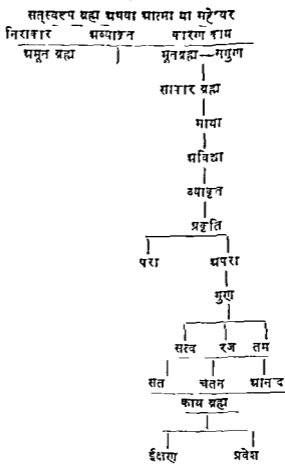 सत्स्वरूप ब्रह्म अथवा आत्मा या महेश्वर
निराकार अव्याकृत कारण काय
अमूत ब्रह्म मूतब्रह्म—सगुण
साकार ब्रह्म
माया
अविद्या
व्याकृत
प्रकृति
परा अपरा
गुण
सत्व रज तम
सत चेतन आनन्द
काय ब्रह्म
ईक्षण प्रवेश